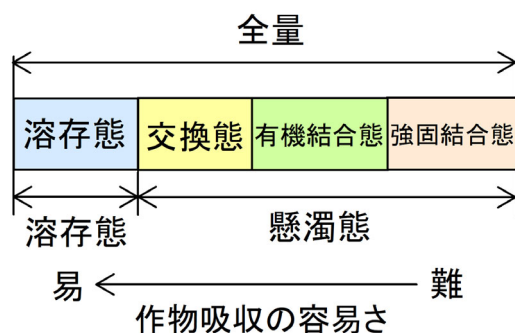 全量
溶存態 交換態 有機結合態 強固結合態
溶存態 懸濁態
易 難
作物吸収の容易さ